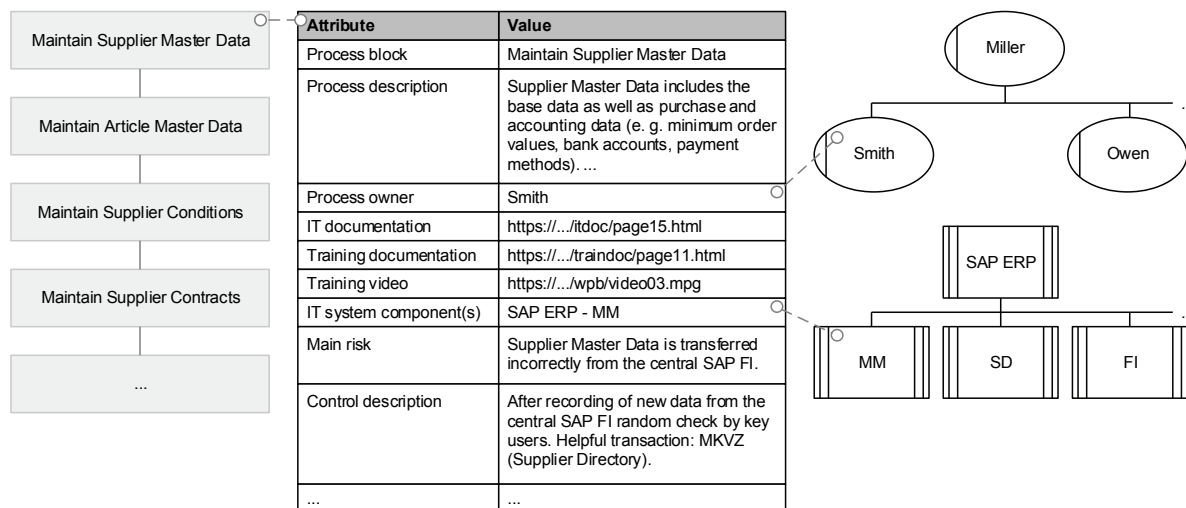 Maintain Supplier Master Data
Maintain Article Master Data
Maintain Supplier Conditions
Maintain Supplier Contracts
...
Attribute Value
Process block Maintain Supplier Master Data
Process description Supplier Master Data includes the
base data as well as purchase and
accounting data (e. g. minimum order
values, bank accounts, payment
methods). ...
Process owner Smith
IT documentation https://.../itdoc/page15.html
Training documentation https://.../traindoc/page11.html
Training video https://.../wpb/video03.mpg
IT system component(s) SAP ERP - MM
Main risk Supplier Master Data is transferred
incorrectly from the central SAP FI.
Control description After recording of new data from the
central SAP FI random check by key
users. Helpful transaction: MKVZ
(Supplier Directory).
... ...
Miller
Smith
Owen
SAP ERP
MM
SD
FI